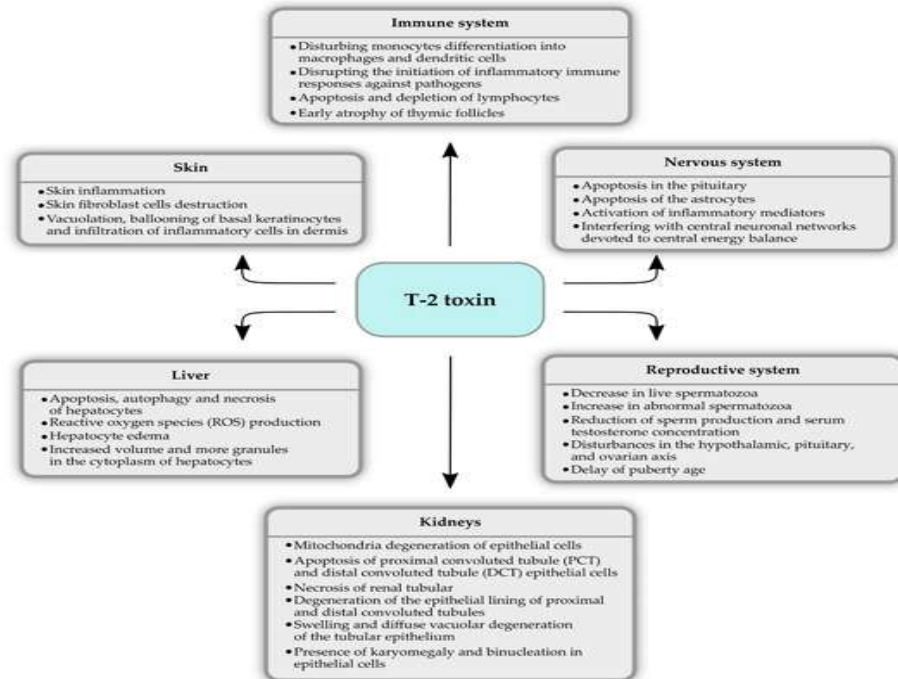 Immune system
•Disturbing monocytes differentiation into
macrophages and dendritic cells
•Disrupting the initiation of inflammatory immune
responses against pathogens
•Apoptosis and depletion of lymphocytes
•Early atrophy of thymic follicles
Skin
•Skin inflammation
•Skin fibroblast cells destruction
•Vacuolation, ballooning of basal keratinocytes
and infiltration of inflammatory cells in dermis
Nervous system
•Apoptosis in the pituitary
•Apoptosis of the astrocytes
•Activation of inflammatory mediators
•Interfering with central neuronal networks
devoted to central energy balance
T-2 toxin
Liver
•Apoptosis, autophagy and necrosis
of hepatocytes
•Reactive oxygen species (ROS) production
•Hepatocyte edema
•Increased volume and more granules
in the cytoplasm of hepatocytes
Reproductive system
•Decrease in live spermatozoa
•Increase in abnormal spermatozoa
•Reduction of sperm production and serum
testosterone concentration
•Disturbances in the hypothalamic, pituitary,
and ovarian axis
•Delay of puberty age
Kidneys
•Mitochondria degeneration of epithelial cells
•Apoptosis of proximal convoluted tubule (PCT)
and distal convoluted tubule (DCT) epithelial cells
•Necrosis of renal tubular
•Degeneration of the epithelial lining of proximal
and distal convoluted tubules
•Swelling and diffuse vacuolar degeneration
of the tubular epithelium
•Presence of karyomegaly and binucleation in
epithelial cells